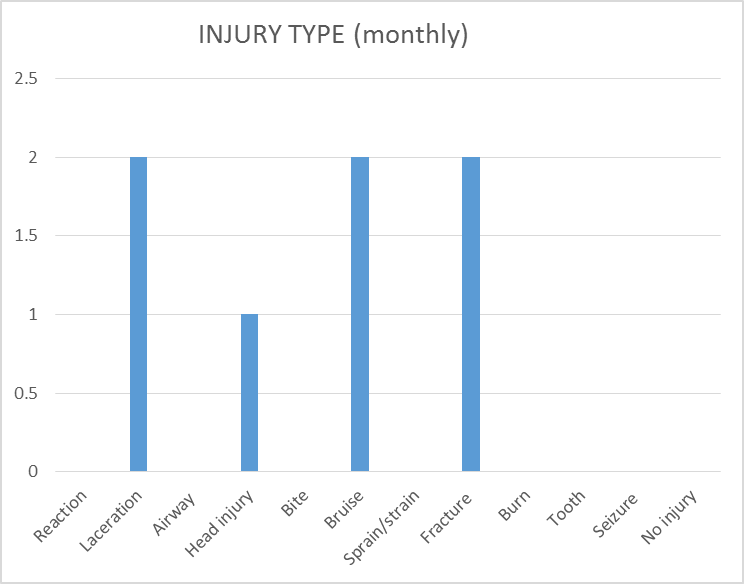 INJURY TYPE (monthly)
2.5
2
1.5
1
0.5
0
Reaction
Laceration
Airway
Head injury
Bite
Bruise
Sprain/strain
Fracture
Burn
Tooth
Seizure
No injury